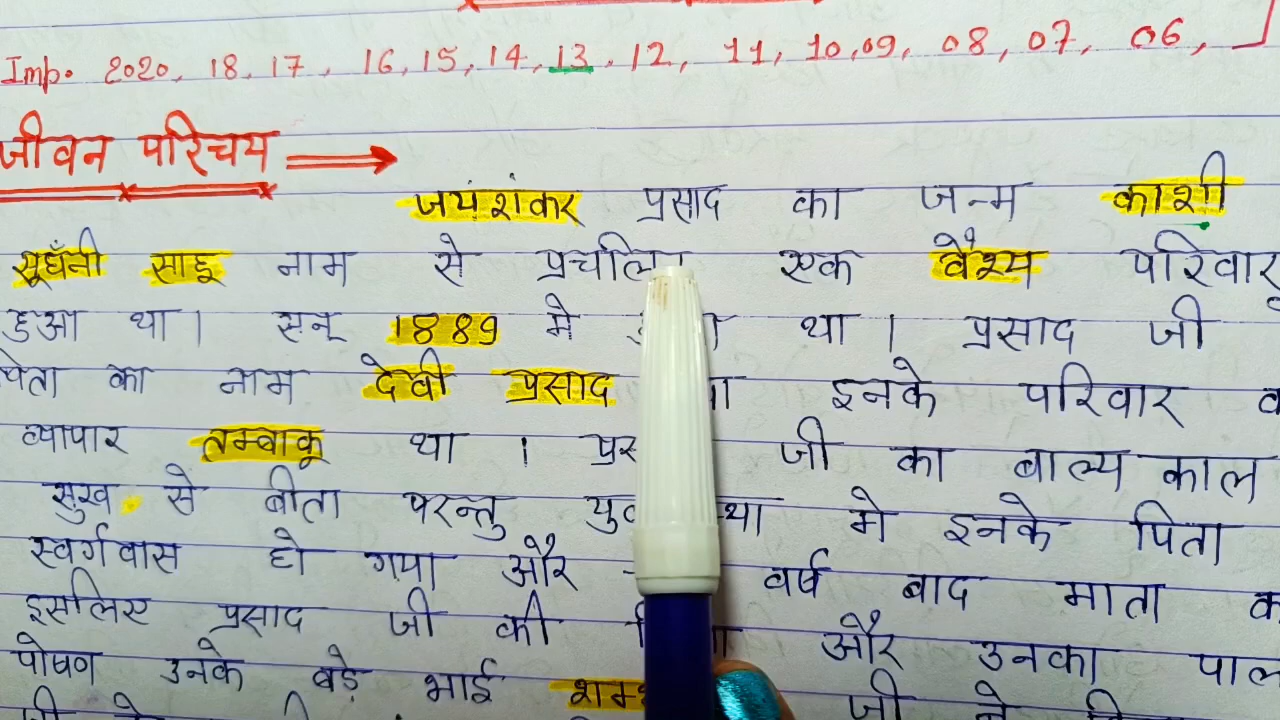 Imp. 2020, 18, 17, 16, 15, 14, 13, 12, 11, 10, 09, 08, 07, 06,
जीवन परिचय
जयशंकर प्रसाद का जन्म काशी
सूघँनी साहू नाम से एक वैश्य परिवार
हुआ था। सन् 1889 मे था। प्रसाद जी
पिता का नाम देवी प्रसाद इनके परिवार
व्यापार तम्बाकू था। जी का बाल्य काल
सुख से बीता परन्तु मे इनके पिता
स्वर्गवास हो गया और वर्ष बाद माता
इसलिए प्रसाद जी की और उनका
पोषण उनके बड़े भाई
जी ने